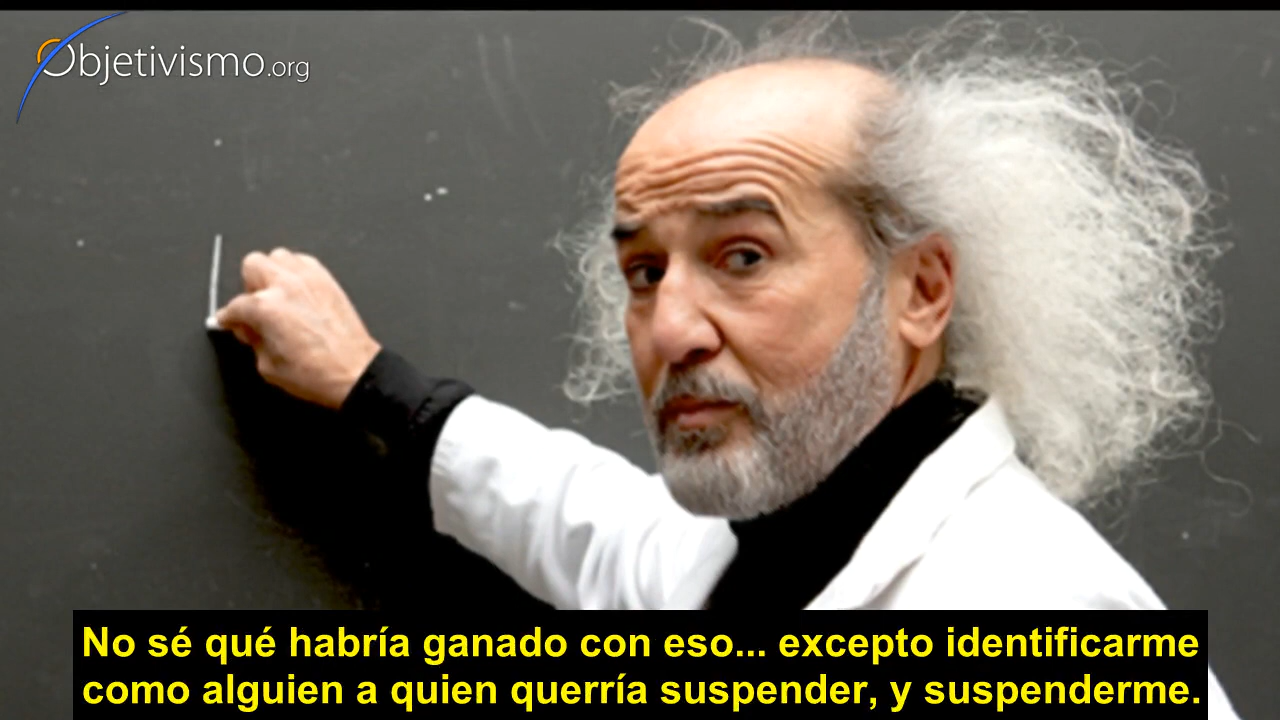 Objetivismo.org
No sé qué habría ganado con eso... excepto identificarme
como alguien a quien querría suspender, y suspenderme.